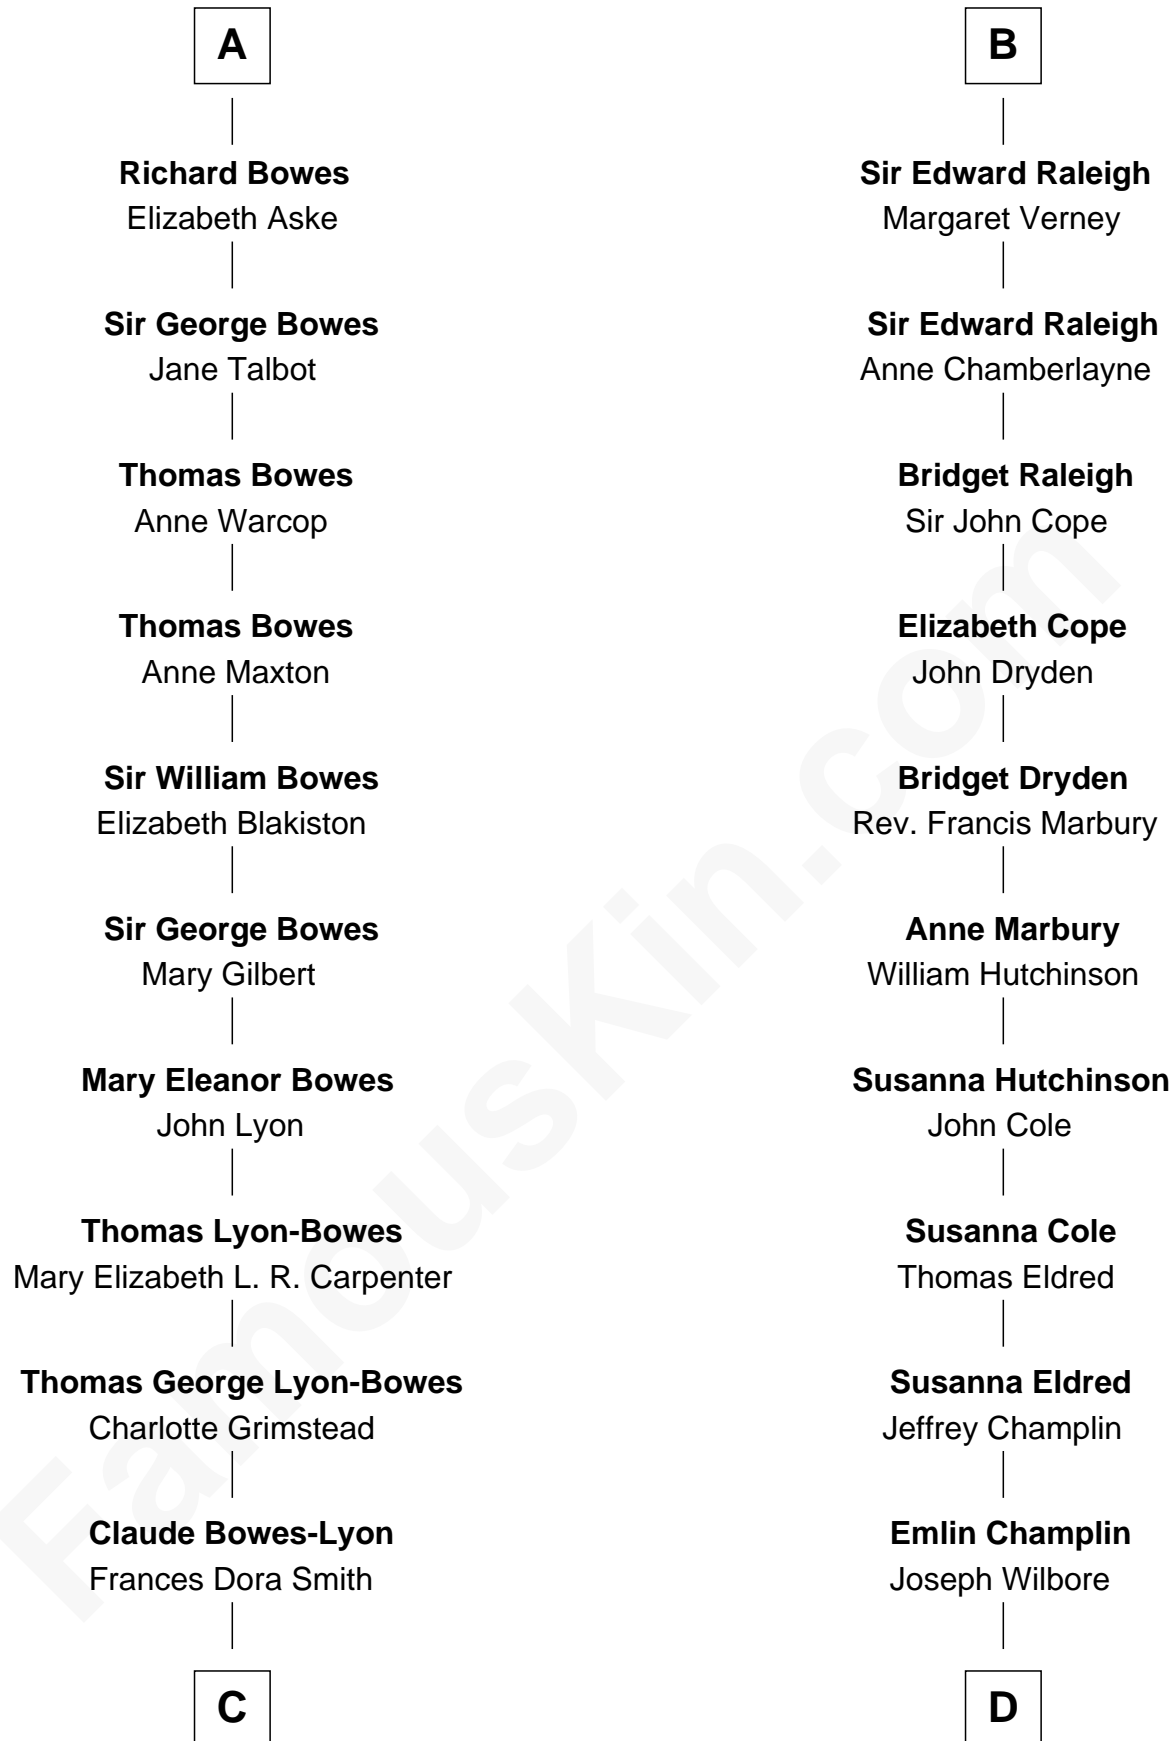 A
Richard Bowes
Elizabeth Aske
Sir George Bowes
Jane Talbot
Thomas Bowes
Anne Warcop
Thomas Bowes
Anne Maxton
Sir William Bowes
Elizabeth Blakiston
Sir George Bowes
Mary Gilbert
Mary Eleanor Bowes
John Lyon
Thomas Lyon-Bowes
Mary Elizabeth L. R. Carpenter
Thomas George Lyon-Bowes
Charlotte Grimstead
Claude Bowes-Lyon
Frances Dora Smith
C
B
Sir Edward Raleigh
Margaret Verney
Sir Edward Raleigh
Anne Chamberlayne
Bridget Raleigh
Sir John Cope
Elizabeth Cope
John Dryden
Bridget Dryden
Rev. Francis Marbury
Anne Marbury
William Hutchinson
Susanna Hutchinson
John Cole
Susanna Cole
Thomas Eldred
Susanna Eldred
Jeffrey Champlin
Emlin Champlin
Joseph Wilbore
D
FamousKin.com